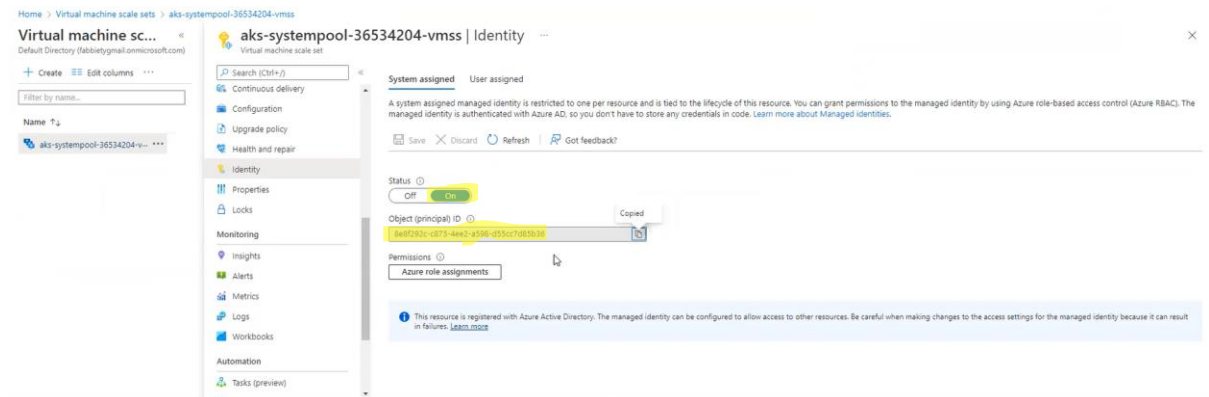 Home > Virtual machine scale sets > aks-systempool-36534204-vmss
Virtual machine sc... «
Default Directory (fabbietygmail.onmicrosoft.com)
+ Create Edit columns ...
Filter by name...
Name ↑↓
aks-systempool-36534204-v... ...
aks-systempool-36534204-vmss | Identity ...
Virtual machine scale set
Search (Ctrl+/) «
Continuous delivery
Configuration
Upgrade policy
Health and repair
Identity
Properties
Locks
Monitoring
Insights
Alerts
Metrics
Logs
Workbooks
Automation
Tasks (preview)
System assigned User assigned
A system assigned managed identity is restricted to one per resource and is tied to the lifecycle of this resource. You can grant permissions to the managed identity by using Azure role-based access control (Azure RBAC). The
managed identity is authenticated with Azure AD, so you don't have to store any credentials in code. Learn more about Managed identities.
Save Discard Refresh Got feedback?
Status
Off On
Object (principal) ID
Copied
8e8f292c-c873-4ee2-a596-d55cc7d85b36
Permissions
Azure role assignments
This resource is registered with Azure Active Directory. The managed identity can be configured to allow access to other resources. Be careful when making changes to the access settings for the managed identity because it can result
in failures. Learn more